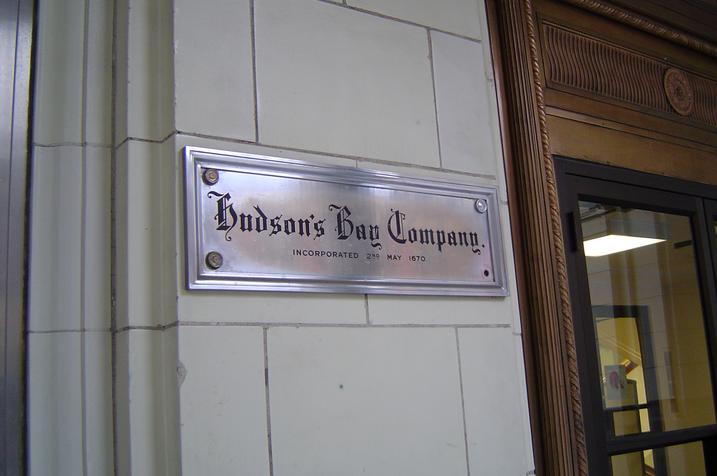 Hudson's Bay Company.
INCORPORATED 2ND MAY 1670.